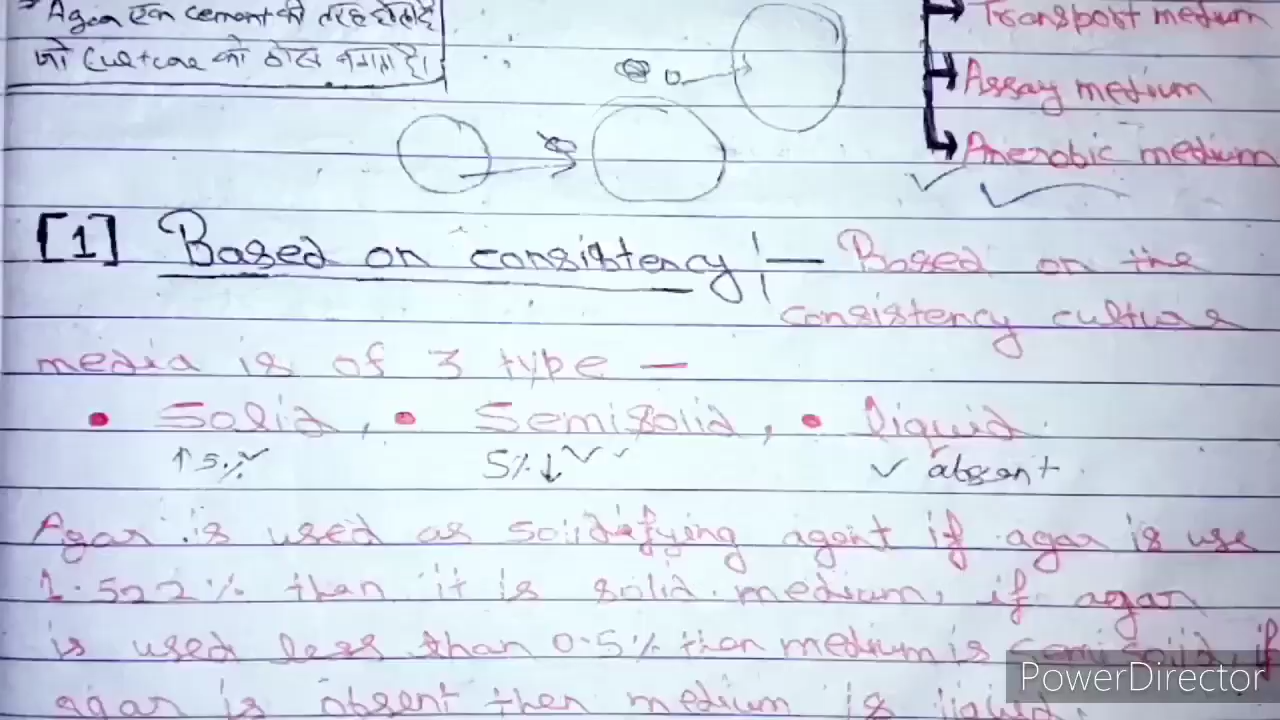 Agar एक cement की तरह होता है
जो Culture को ठोस बनाता है।
Transport medium
Assay medium
Anerobic medium
[1] Based on consistency :— Based on the
consistency culture
media is of 3 type —
• Solid, • Semisolid, • liquid.
↑5% 5%↓ absent
Agar is used as solidifying agent if agar is use
1.5 2% then it is solid medium, if agar
is used less than 0.5% then medium is semisolid, if
agar is absent then medium is liquid.
PowerDirector